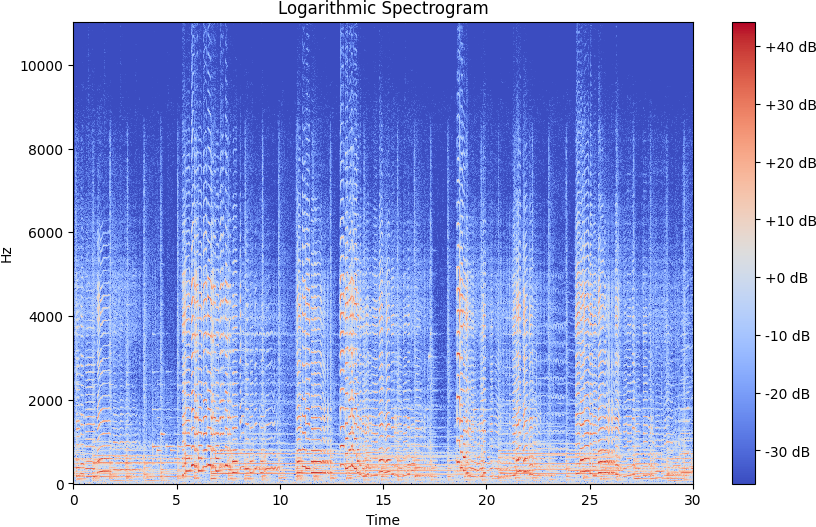 Logarithmic Spectrogram
10000
8000
6000
4000
2000
0
Hz
0 5 10 15 20 25 30
Time
+40 dB
+30 dB
+20 dB
+10 dB
+0 dB
-10 dB
-20 dB
-30 dB